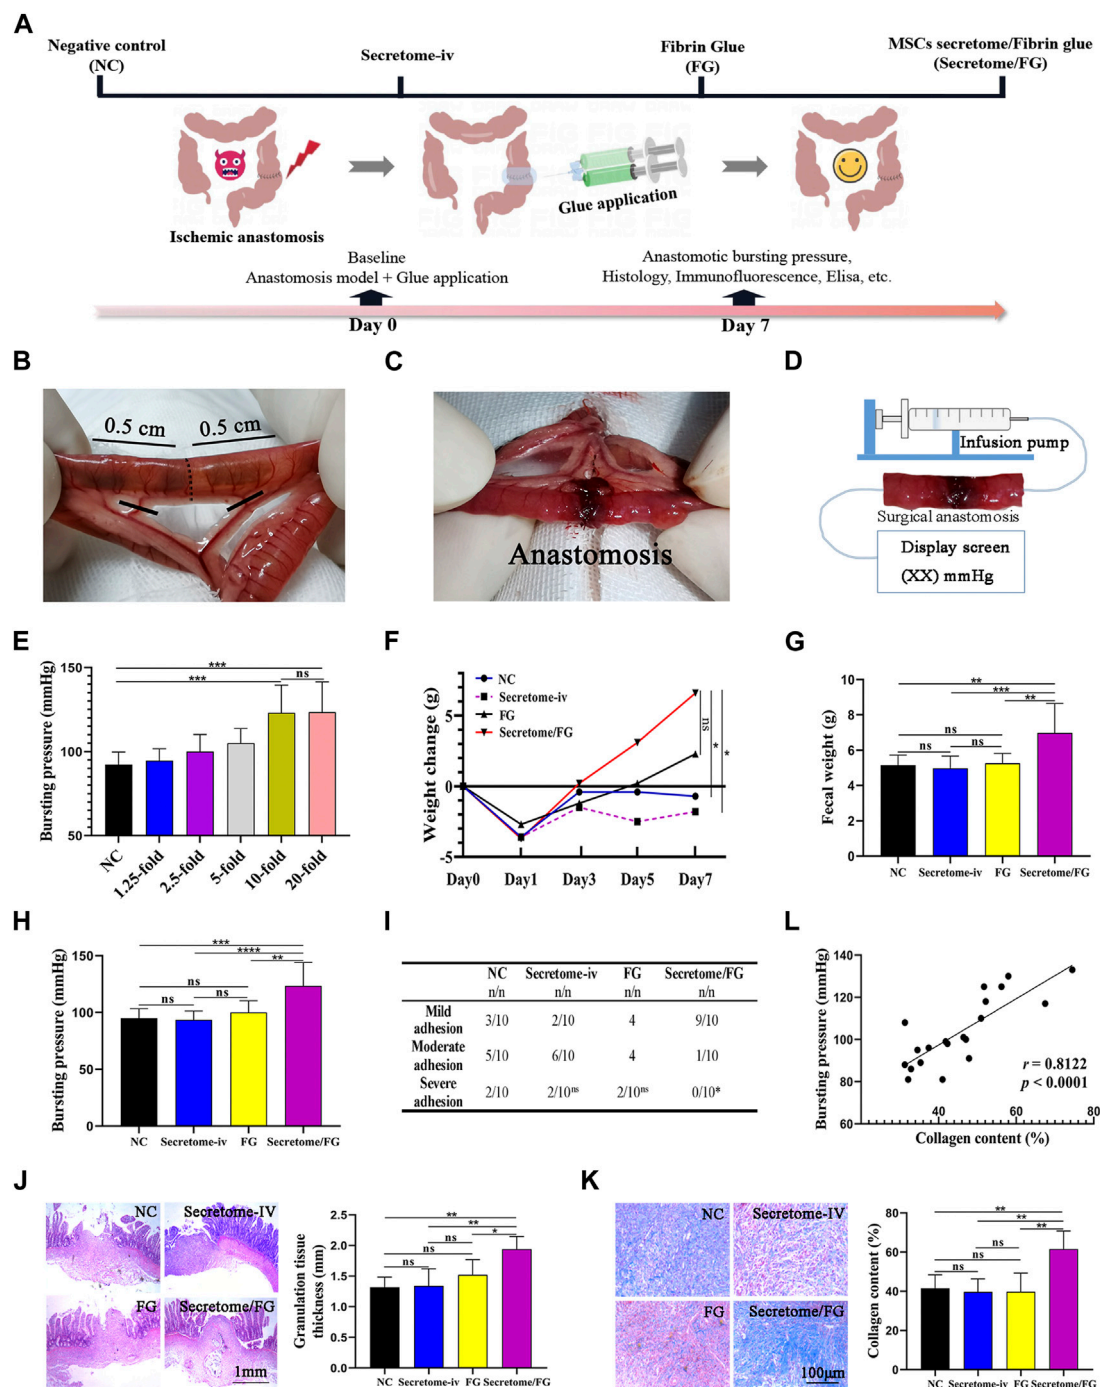 A
Negative control
(NC)
Secretome-iv
Fibrin Glue
(FG)
MSCs secretome/Fibrin glue
(Secretome/FG)
Glue application
Ischemic anastomosis
Baseline
Anastomosis model + Glue application
Anastomotic bursting pressure,
Histology, Immunofluorescence, Elisa, etc.
Day 0
Day 7
B
0.5 cm
0.5 cm
C
Anastomosis
D
Infusion pump
Surgical anastomosis
Display screen
(XX) mmHg
E
Bursting pressure (mmHg)
150
100
50
***
***
ns
NC
1.25-fold
2.5-fold
5-fold
10-fold
20-fold
F
Weight change (g)
5
0
-5
NC
Secretome-iv
FG
Secretome/FG
ns
*
*
Day0
Day1
Day3
Day5
Day7
G
Fecal weight (g)
10
8
6
4
2
0
**
***
**
ns
ns
ns
NC
Secretome-iv
FG
Secretome/FG
H
Bursting pressure (mmHg)
150
100
50
0
***
****
**
ns
ns
ns
NC
Secretome-iv
FG
Secretome/FG
I
NC Secretome-iv FG Secretome/FG
n/n n/n n/n n/n
Mild
adhesion 3/10 2/10 4 9/10
Moderate
adhesion 5/10 6/10 4 1/10
Severe
adhesion 2/10 2/10ns 2/10ns 0/10*
L
Bursting pressure (mmHg)
140
120
100
80
60
r = 0.8122
p < 0.0001
40
60
80
Collagen content (%)
J
NC
Secretome-IV
FG
Secretome/FG
1mm
Granulation tissue
thickness (mm)
2.5
2.0
1.5
1.0
0.5
0.0
**
**
*
ns
ns
ns
NC
Secretome-iv
FG
Secretome/FG
K
NC
Secretome-IV
FG
Secretome/FG
100μm
Collagen content (%)
80
60
40
20
0
**
**
**
ns
ns
ns
NC
Secretome-iv
FG
Secretome/FG